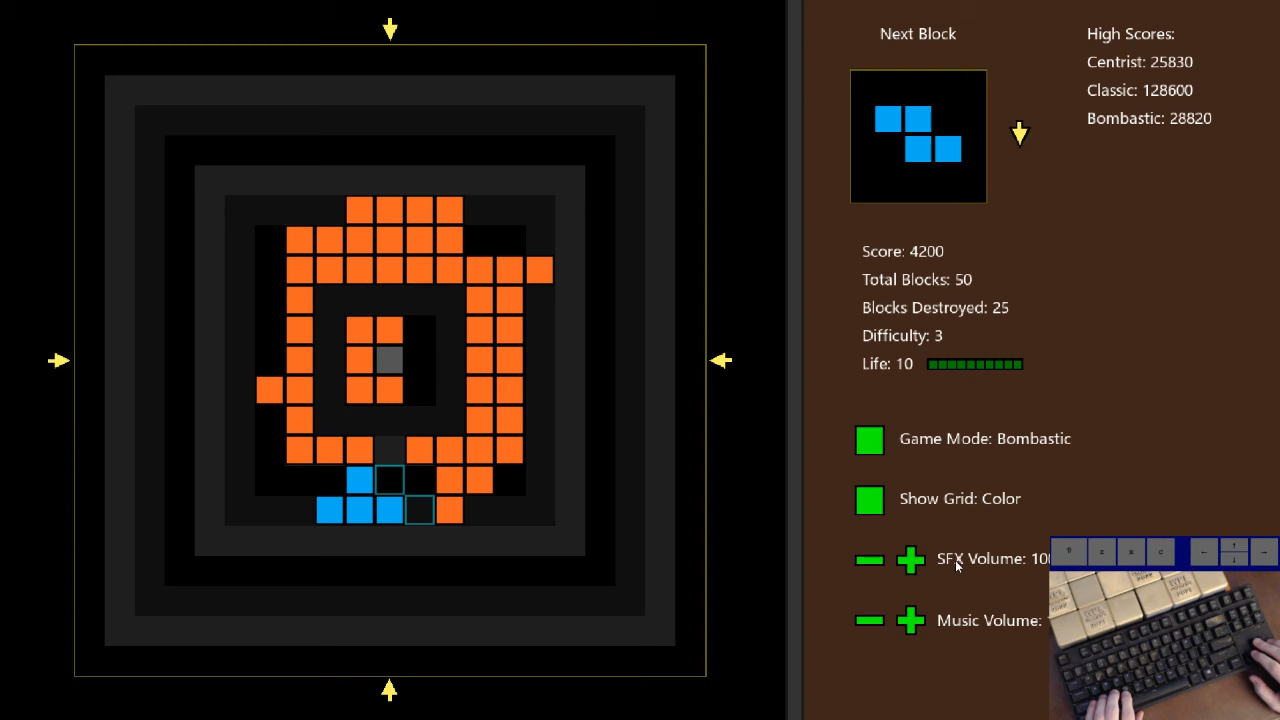 Next Block
High Scores:
Centrist: 25830
Classic: 128600
Bombastic: 28820
Score: 4200
Total Blocks: 50
Blocks Destroyed: 25
Difficulty: 3
Life: 10
Game Mode: Bombastic
Show Grid: Color
SFX Volume:
Music Volume: